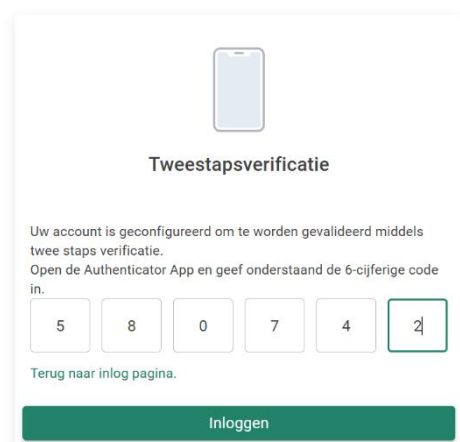 Tweestapsverificatie
Uw account is geconfigureerd om te worden gevalideerd middels
twee staps verificatie.
Open de Authenticator App en geef onderstaand de 6-cijferige code
in.
5 8 0 7 4 2
Terug naar inlog pagina.
Inloggen